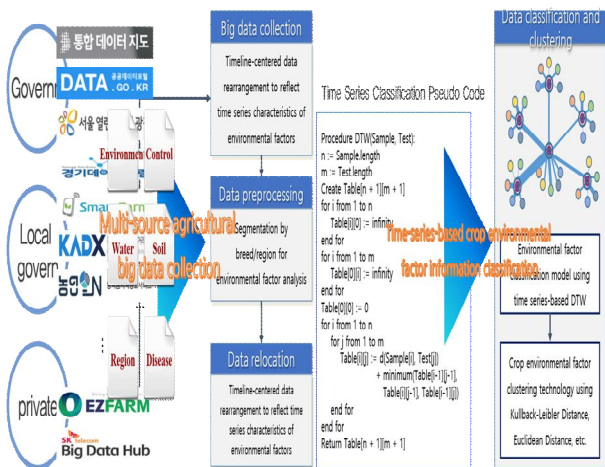 통합 데이터 지도
Govern
DATA 공공데이터포털
.GO.KR
서울 열린 광
경기데이
Environment
Control
Local
govern
Smart Farm
KADX
농업ON
Water
Soil
Multi-source agricultural
big data collection
Region
Disease
private
EZFARM
SK telecom
Big Data Hub
Big data collection
Timeline-centered data
rearrangement to reflect
time series characteristics
of environmental factors
Data preprocessing
Segmentation by
breed/region for
environmental factor analysis
Data relocation
Timeline-centered data
rearrangement to reflect time
series characteristics of
environmental factors
Time Series Classification Pseudo Code
Procedure DTW(Sample, Test):
n := Sample.length
m := Test.length
Create Table[n + 1][m + 1]
for i from 1 to n
Table[i][0] := infinity
end for
for i from 1 to m
Table[0][i] := infinity
end for
Table[0][0] := 0
for i from 1 to n
for j from 1 to m
Table[i][j] := d(Sample[i], Test[j])
+ minimum(Table[i-1][j-1],
Table[i][j-1], Table[i-1][j])
end for
end for
Return Table[n + 1][m + 1]
Time-series-based crop environmental
factor information classification
Data classification and
clustering
Environmental factor
classification model using
time series-based DTW
Crop environmental factor
clustering technology using
Kullback-Leibler Distance,
Euclidean Distance, etc.